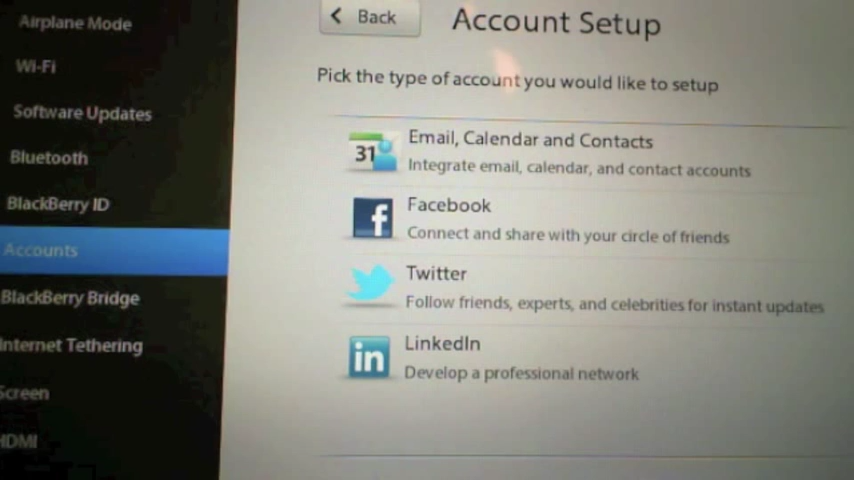 Airplane Mode
Wi-Fi
Software Updates
Bluetooth
BlackBerry ID
Accounts
BlackBerry Bridge
Internet Tethering
Screen
HDMI
Back
Account Setup
Pick the type of account you would like to setup
31
Email, Calendar and Contacts
Integrate email, calendar, and contact accounts
f
Facebook
Connect and share with your circle of friends
Twitter
Follow friends, experts, and celebrities for instant updates
in
LinkedIn
Develop a professional network